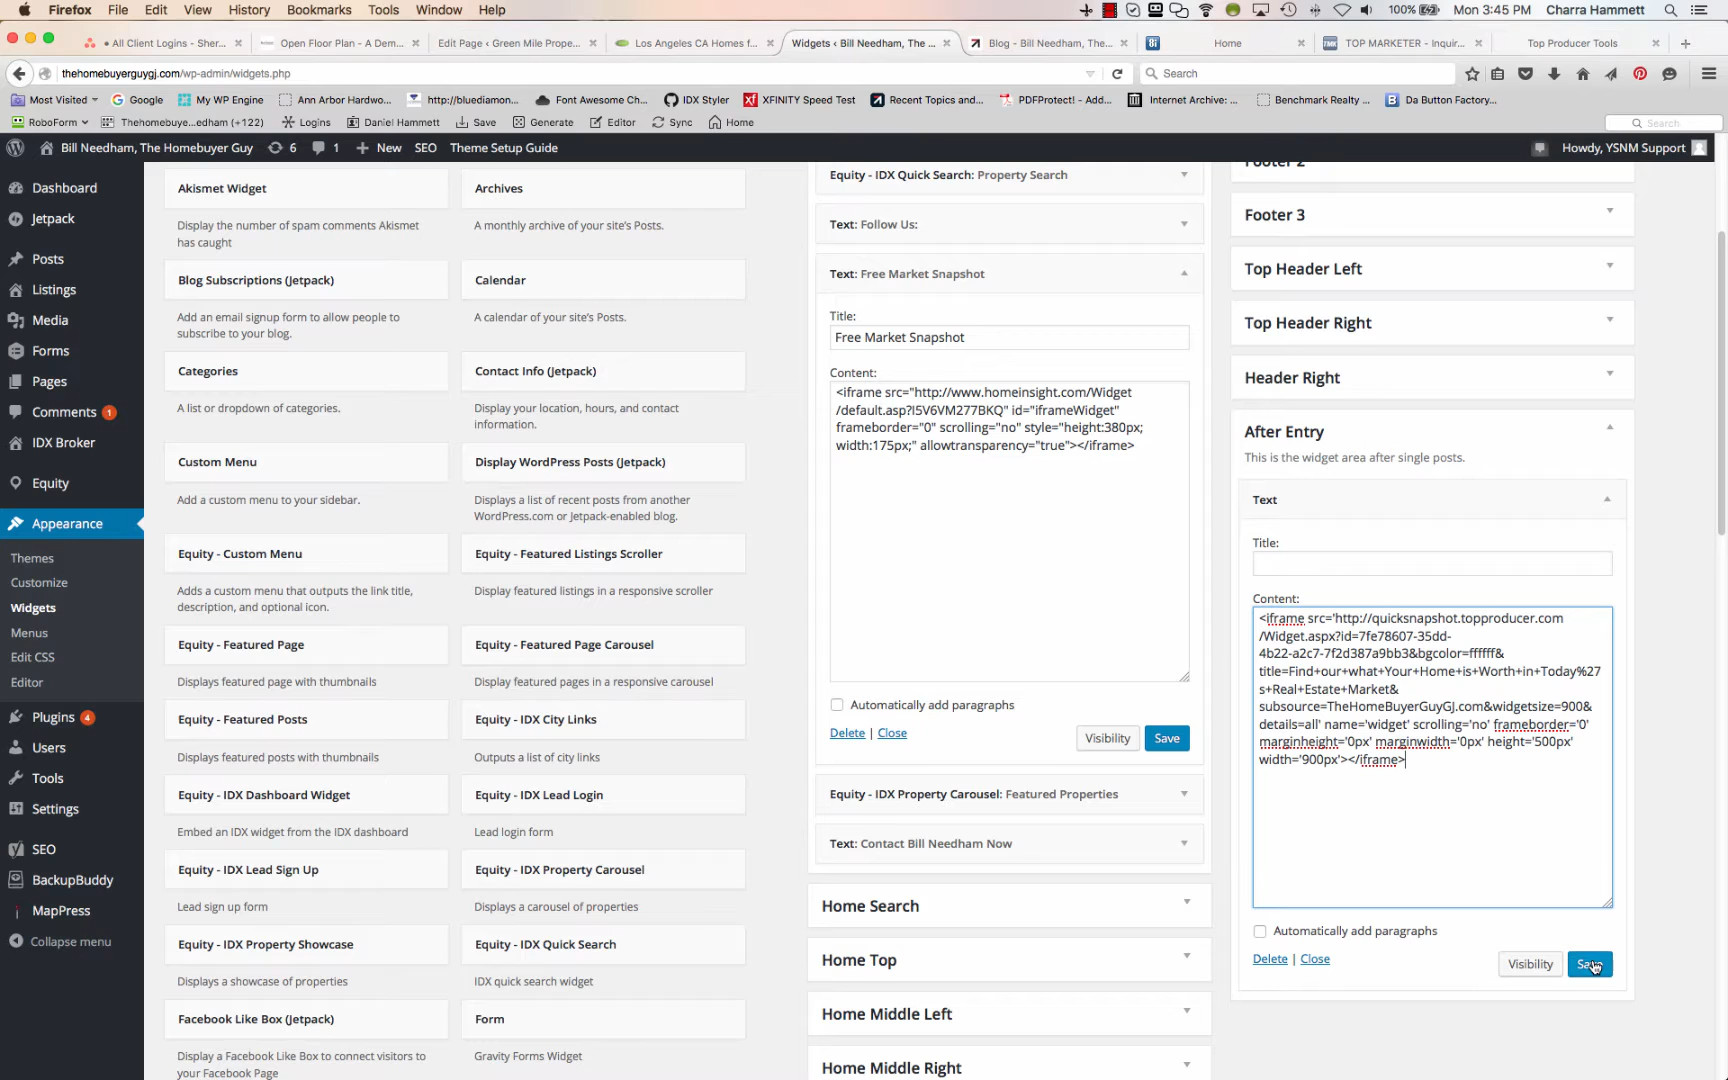 Firefox File Edit View History Bookmarks Tools Window Help 100% Mon 3:45 PM Charra Hammett
• All Client Logins - Sher... Open Floor Plan - A Dem... Edit Page ‹ Green Mile Prope... Los Angeles CA Homes f... Widgets ‹ Bill Needham, The ... Blog - Bill Needham, The... Home TOP MARKETER - Inquir... Top Producer Tools
thehomebuyerguygj.com/wp-admin/widgets.php Search
Most Visited Google My WP Engine Ann Arbor Hardwo... http://bluediamon... Font Awesome Ch... IDX Styler XFINITY Speed Test Recent Topics and... PDFProtect! - Add... Internet Archive: ... Benchmark Realty ... Da Button Factory...
RoboForm Thehomebuye...edham (+122) Logins Daniel Hammett Save Generate Editor Sync Home Search
Bill Needham, The Homebuyer Guy 6 1 New SEO Theme Setup Guide Howdy, YSNM Support
Dashboard
Jetpack
Posts
Listings
Media
Forms
Pages
Comments 1
IDX Broker
Equity
Appearance
Themes
Customize
Widgets
Menus
Edit CSS
Editor
Plugins 4
Users
Tools
Settings
SEO
BackupBuddy
MapPress
Collapse menu
Akismet Widget
Display the number of spam comments Akismet
has caught
Blog Subscriptions (Jetpack)
Add an email signup form to allow people to
subscribe to your blog.
Categories
A list or dropdown of categories.
Custom Menu
Add a custom menu to your sidebar.
Equity - Custom Menu
Adds a custom menu that outputs the link title,
description, and optional icon.
Equity - Featured Page
Displays featured page with thumbnails
Equity - Featured Posts
Displays featured posts with thumbnails
Equity - IDX Dashboard Widget
Embed an IDX widget from the IDX dashboard
Equity - IDX Lead Sign Up
Lead sign up form
Equity - IDX Property Showcase
Displays a showcase of properties
Facebook Like Box (Jetpack)
Display a Facebook Like Box to connect visitors to
your Facebook Page
Archives
A monthly archive of your site's Posts.
Calendar
A calendar of your site's Posts.
Contact Info (Jetpack)
Display your location, hours, and contact
information.
Display WordPress Posts (Jetpack)
Displays a list of recent posts from another
WordPress.com or Jetpack-enabled blog.
Equity - Featured Listings Scroller
Display featured listings in a responsive scroller
Equity - Featured Page Carousel
Display featured pages in a responsive carousel
Equity - IDX City Links
Outputs a list of city links
Equity - IDX Lead Login
Lead login form
Equity - IDX Property Carousel
Displays a carousel of properties
Equity - IDX Quick Search
IDX quick search widget
Form
Gravity Forms Widget
Equity - IDX Quick Search: Property Search
Text: Follow Us:
Text: Free Market Snapshot
Title:
Free Market Snapshot
Content:
<iframe src="http://www.homeinsight.com/Widget
/default.asp?I5V6VM277BKQ" id="iframeWidget"
frameborder="0" scrolling="no" style="height:380px;
width:175px;" allowtransparency="true"></iframe>
Automatically add paragraphs
Delete | Close Visibility Save
Equity - IDX Property Carousel: Featured Properties
Text: Contact Bill Needham Now
Home Search
Home Top
Home Middle Left
Home Middle Right
Footer 2
Footer 3
Top Header Left
Top Header Right
Header Right
After Entry
This is the widget area after single posts.
Text
Title:
Content:
<iframe src='http://quicksnapshot.topproducer.com
/Widget.aspx?id=7fe78607-35dd-
4b22-a2c7-7f2d387a9bb3&bgcolor=ffffff&
title=Find+our+what+Your+Home+is+Worth+in+Today%27
s+Real+Estate+Market&
subsource=TheHomeBuyerGuyGJ.com&widgetsize=900&
details=all' name='widget' scrolling='no' frameborder='0'
marginheight='0px' marginwidth='0px' height='500px'
width='900px'></iframe>
Automatically add paragraphs
Delete | Close Visibility Save